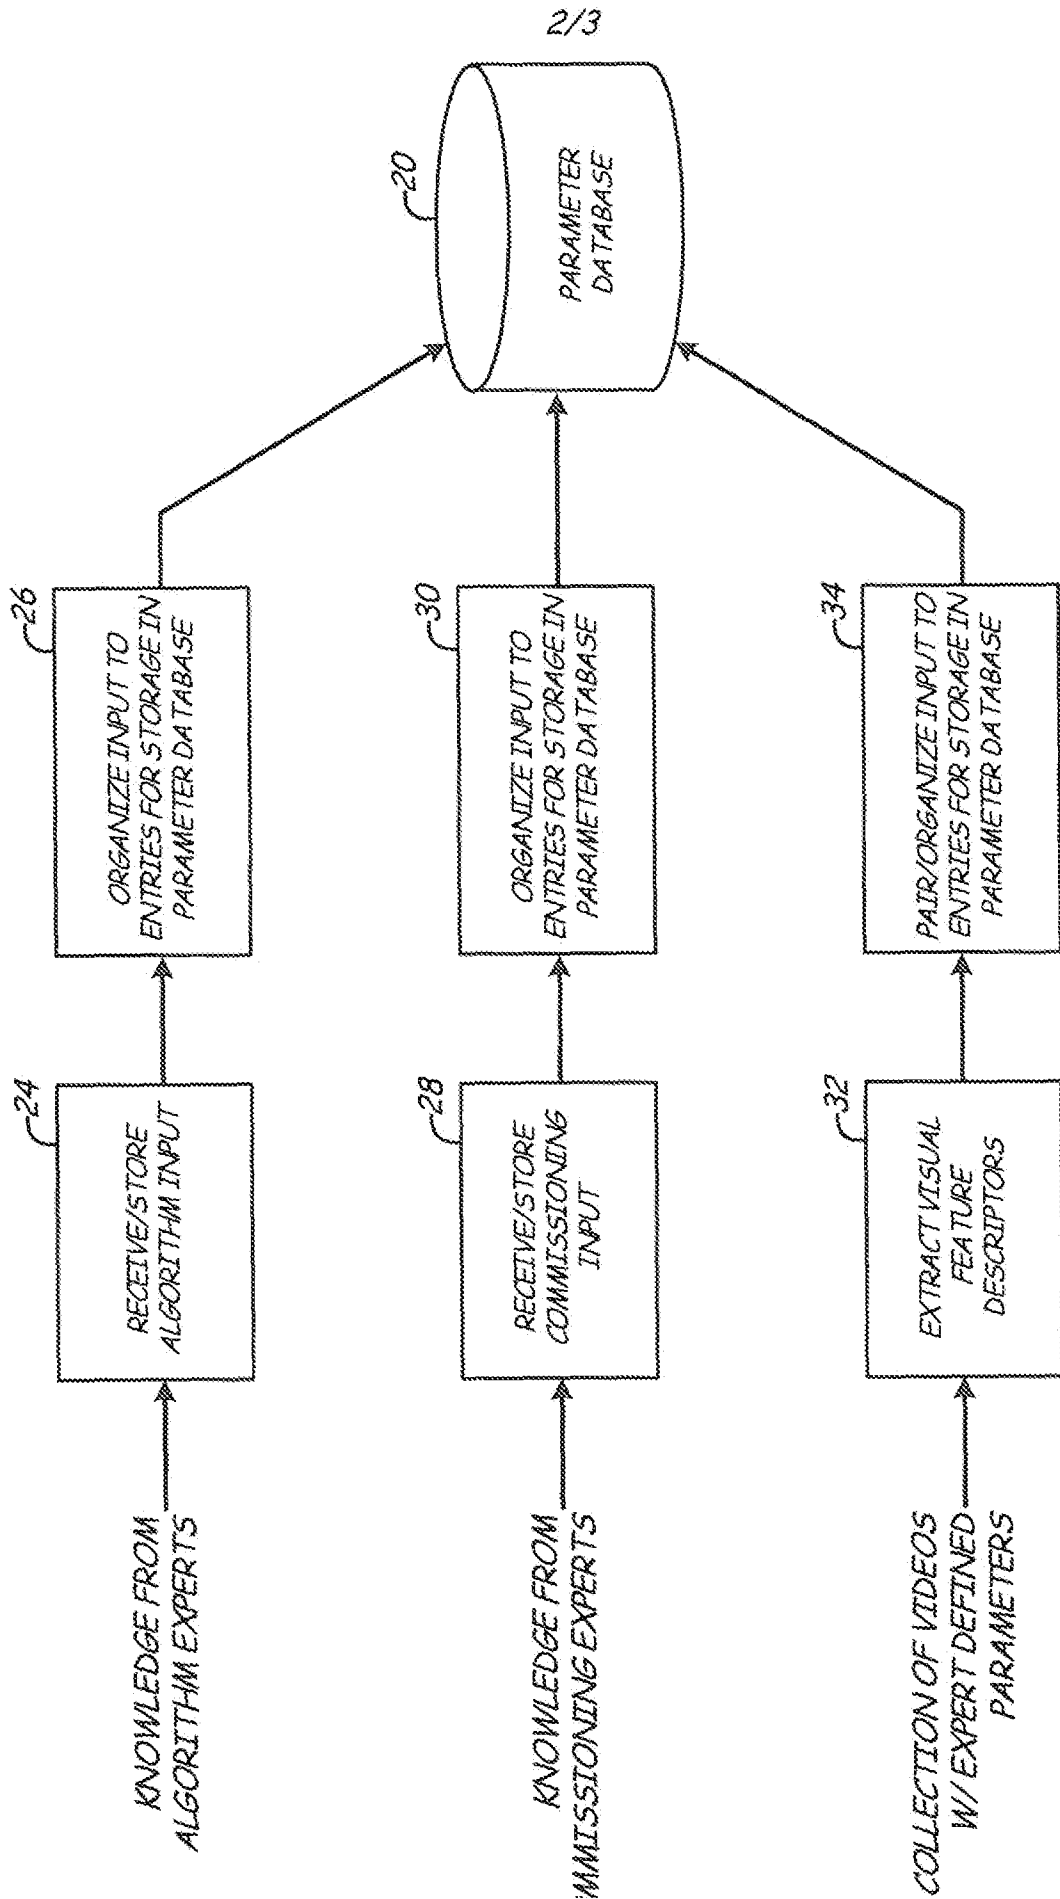 2/3
KNOWLEDGE FROM
ALGORITHM EXPERTS
24
RECEIVE/STORE
ALGORITHM INPUT
26
ORGANIZE INPUT TO
ENTRIES FOR STORAGE IN
PARAMETER DATABASE
KNOWLEDGE FROM
MMISSIONING EXPERTS
28
RECEIVE/STORE
COMMISSIONING
INPUT
30
ORGANIZE INPUT TO
ENTRIES FOR STORAGE IN
PARAMETER DATABASE
20
PARAMETER
DATABASE
COLLECTION OF VIDEOS
W/ EXPERT DEFINED
PARAMETERS
32
EXTRACT VISUAL
FEATURE
DESCRIPTORS
34
PAIR/ORGANIZE INPUT TO
ENTRIES FOR STORAGE IN
PARAMETER DATABASE